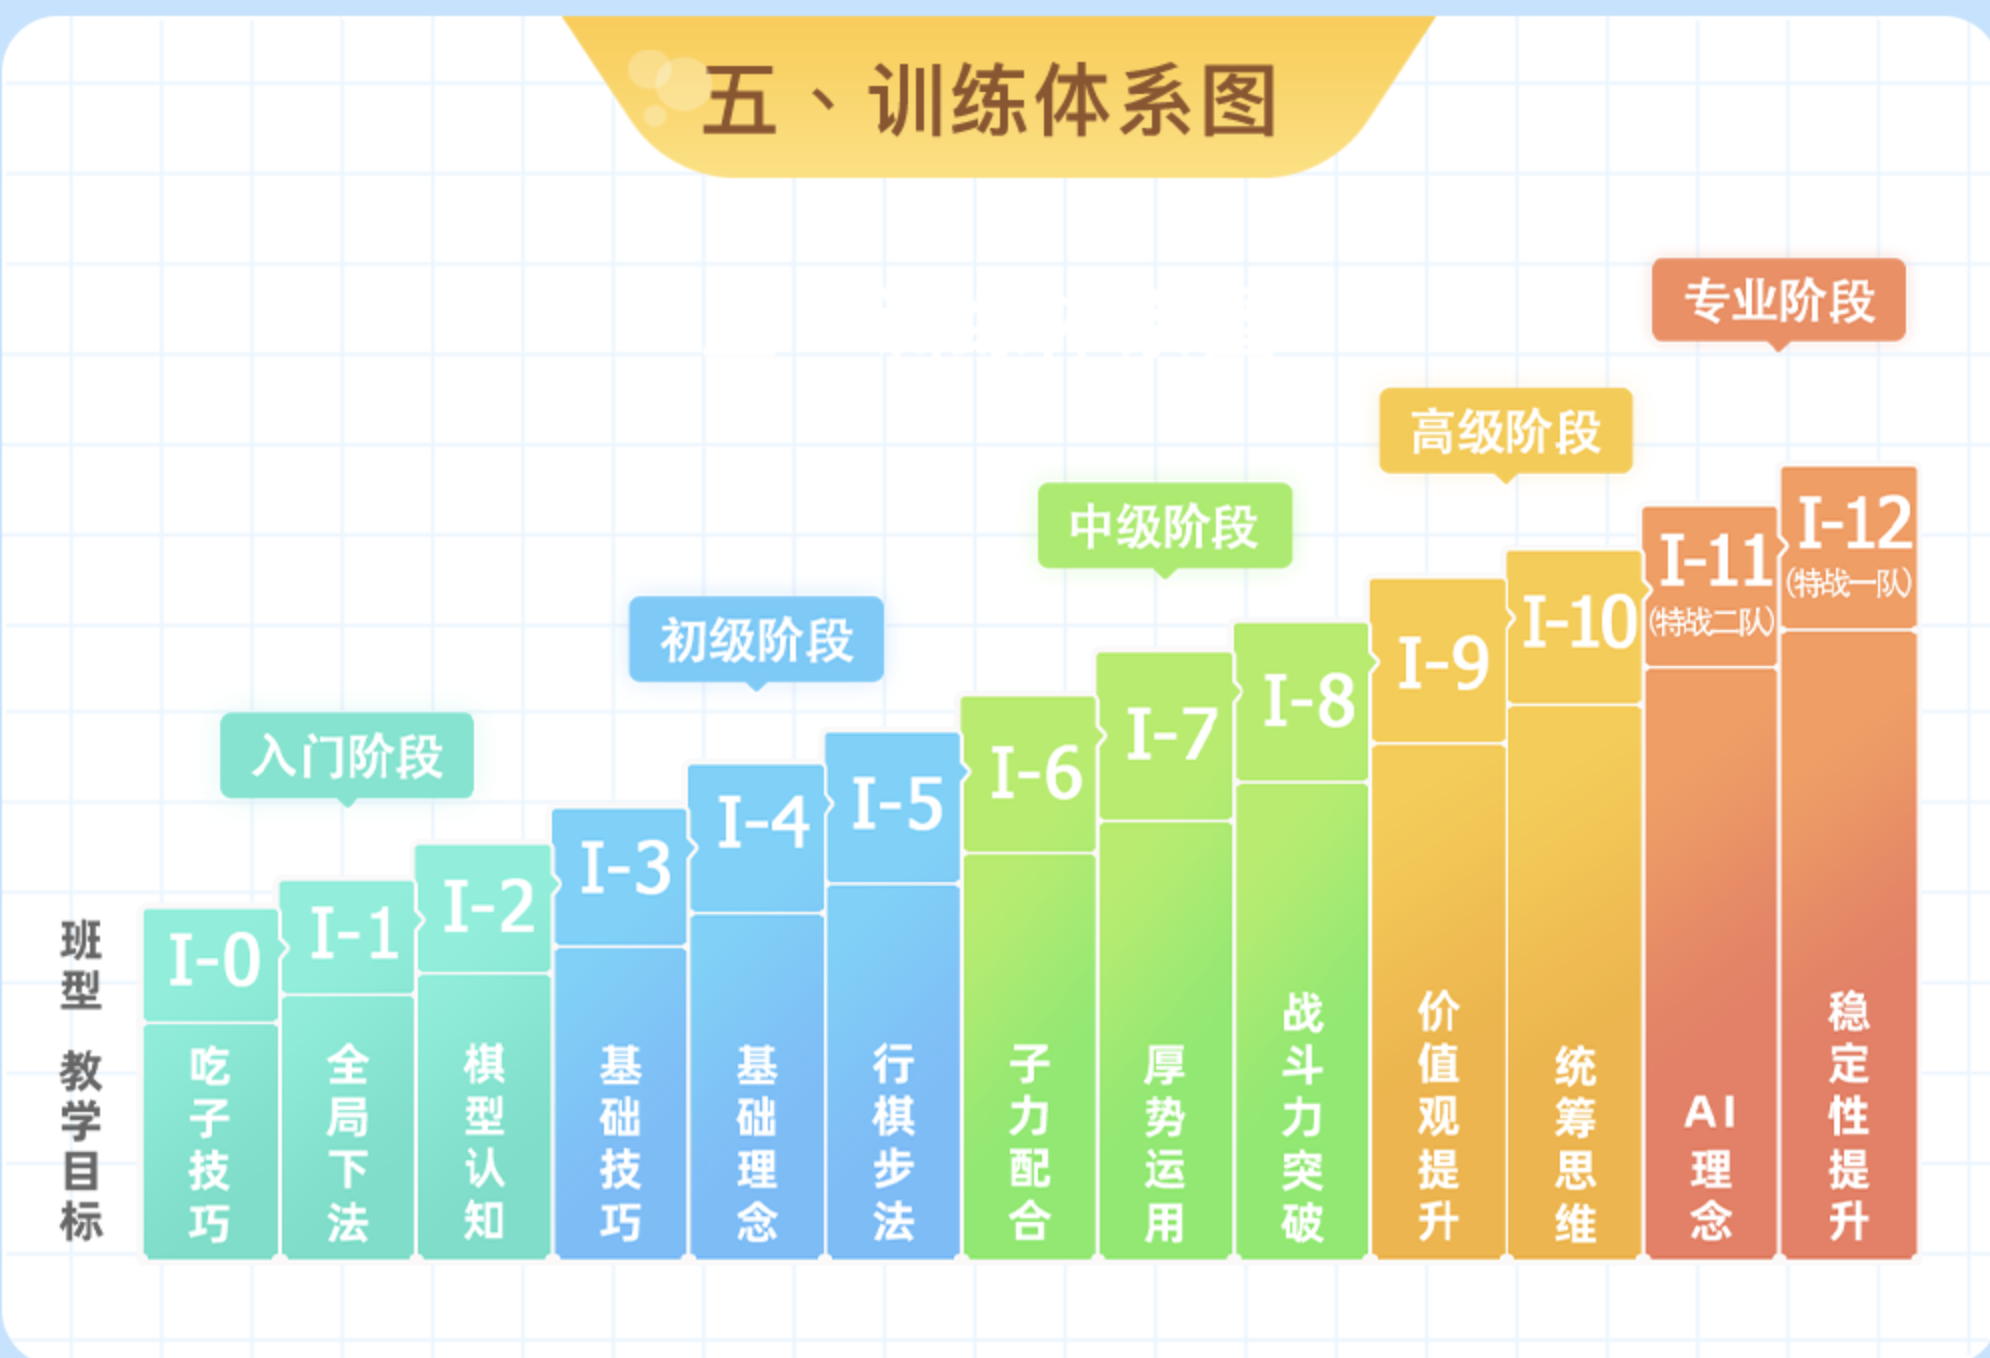 五、训练体系图
专业阶段
高级阶段
中级阶段
初级阶段
入门阶段
班型
I-0
I-1
I-2
I-3
I-4
I-5
I-6
I-7
I-8
I-9
I-10
I-11
(特战二队)
I-12
(特战一队)
教学目标
吃子技巧
全局下法
棋型认知
基础技巧
基础理念
行棋步法
子力配合
厚势运用
战斗力突破
价值观提升
统筹思维
AI理念
稳定性提升